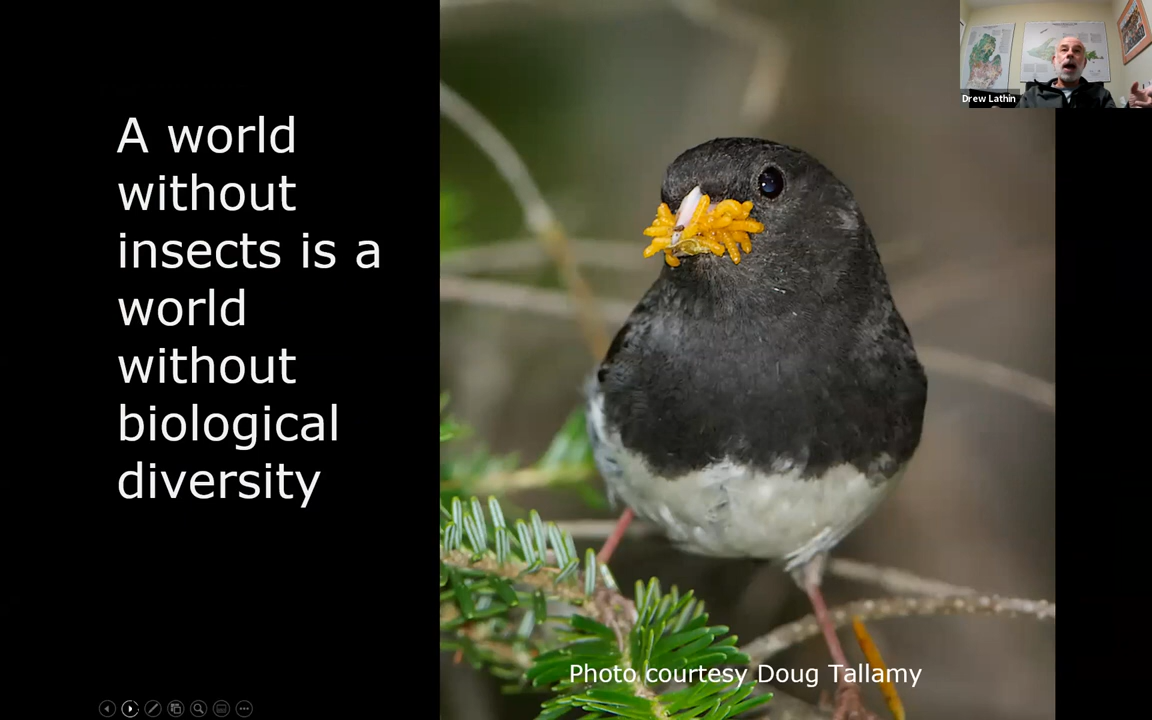 A world
without
insects is a
world
without
biological
diversity
Drew Lathin
Photo courtesy Doug Tallamy